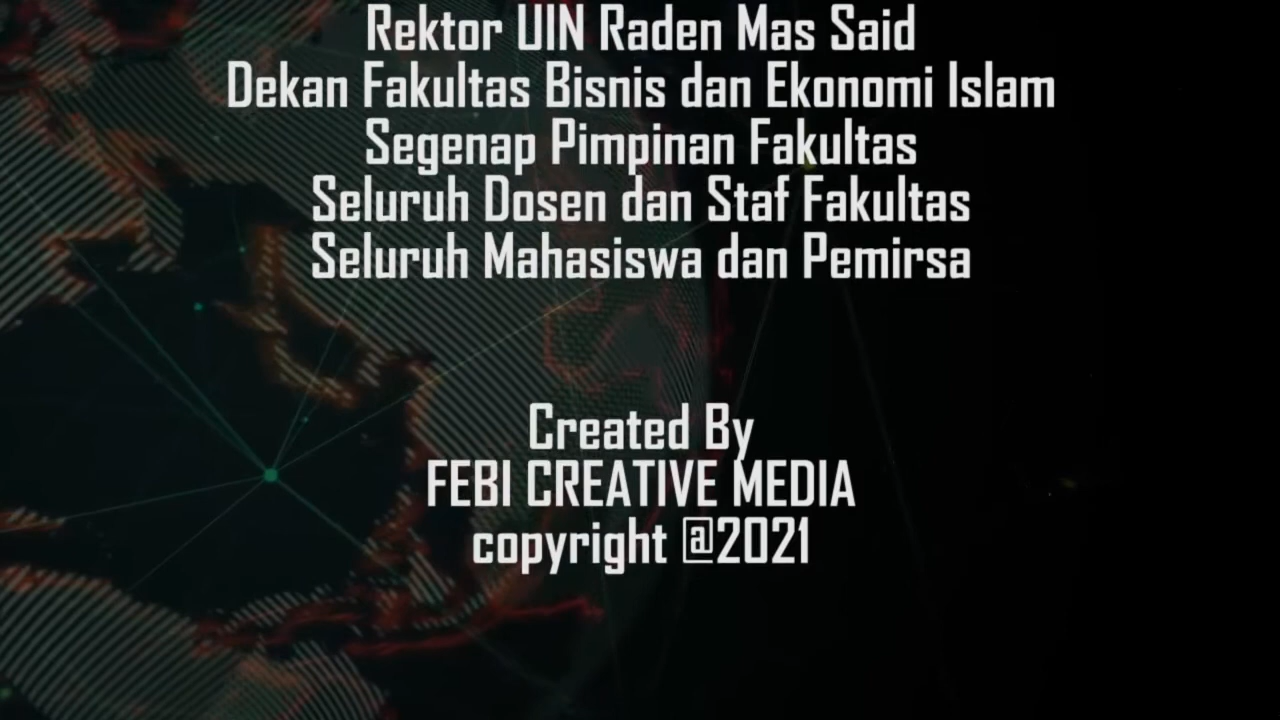 Rektor UIN Raden Mas Said
Dekan Fakultas Bisnis dan Ekonomi Islam
Segenap Pimpinan Fakultas
Seluruh Dosen dan Staf Fakultas
Seluruh Mahasiswa dan Pemirsa
Created By
FEBI CREATIVE MEDIA
copyright @2021